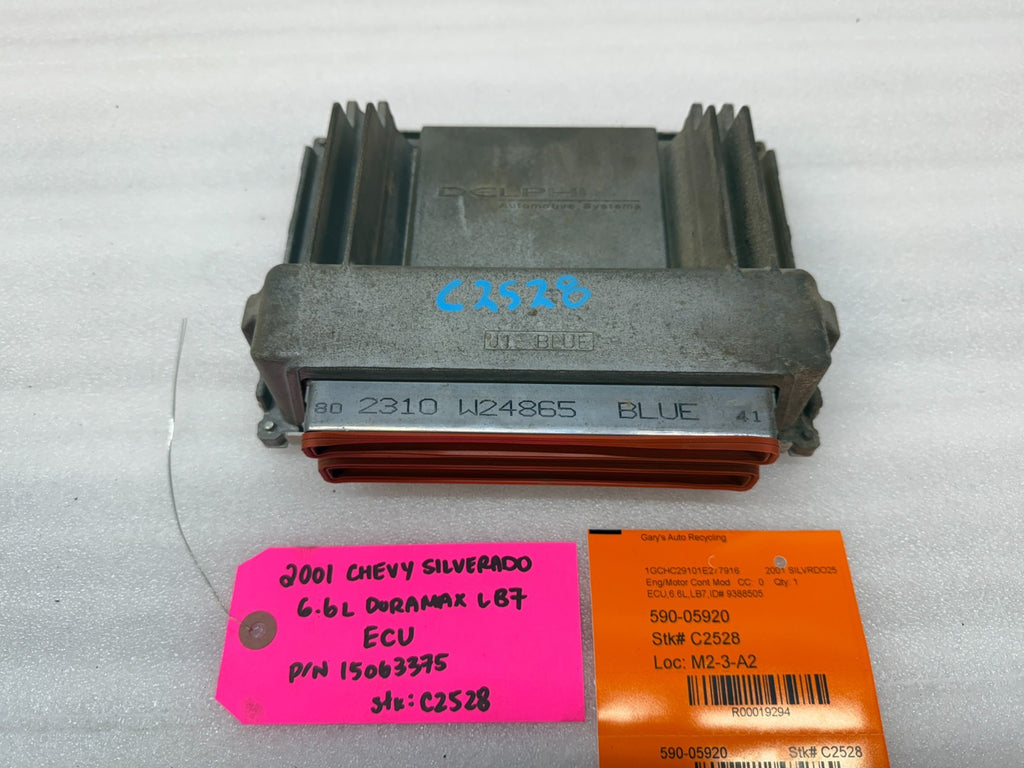 DELPHI
Automotive Systems
C2528
J1 BLUE
80 2310 W24865 BLUE 41
2001 CHEVY SILVERADO
6.6L DURAMAX LB7
ECU
P/N 15063375
stk: C2528
Gary's Auto Recycling
2001 SILVRDO25
Eng/Motor Cont Mod CC: 0 Qty: 1
ECU,6.6L,LB7,ID# 9388505
590-05920
Stk# C2528
Loc: M2-3-A2
R00019294
590-05920 Stk# C2528